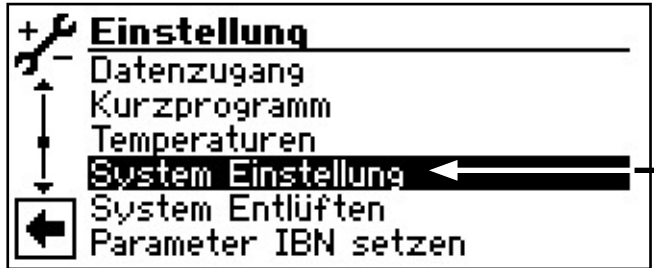 Einstellung
Datenzugang
Kurzprogramm
Temperaturen
System Einstellung
System Entlüften
Parameter IBN setzen